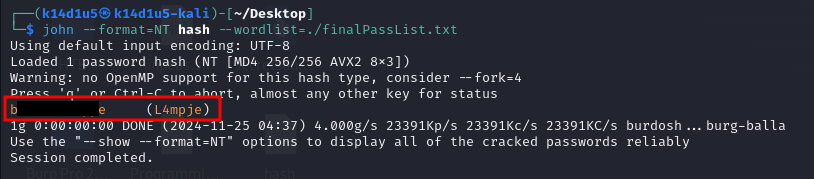 ┌──(k14d1u5㉿k14d1u5-kali)-[~/Desktop]
└─$ john --format=NT hash --wordlist=./finalPassList.txt
Using default input encoding: UTF-8
Loaded 1 password hash (NT [MD4 256/256 AVX2 8×3])
Warning: no OpenMP support for this hash type, consider --fork=4
Press 'q' or Ctrl-C to abort, almost any other key for status
(L4mpje)
1g 0:00:00:00 DONE (2024-11-25 04:37) 4.000g/s 23391Kp/s 23391Kc/s 23391KC/s burdosh...burg-balla
Use the "--show --format=NT" options to display all of the cracked passwords reliably
Session completed.
hash